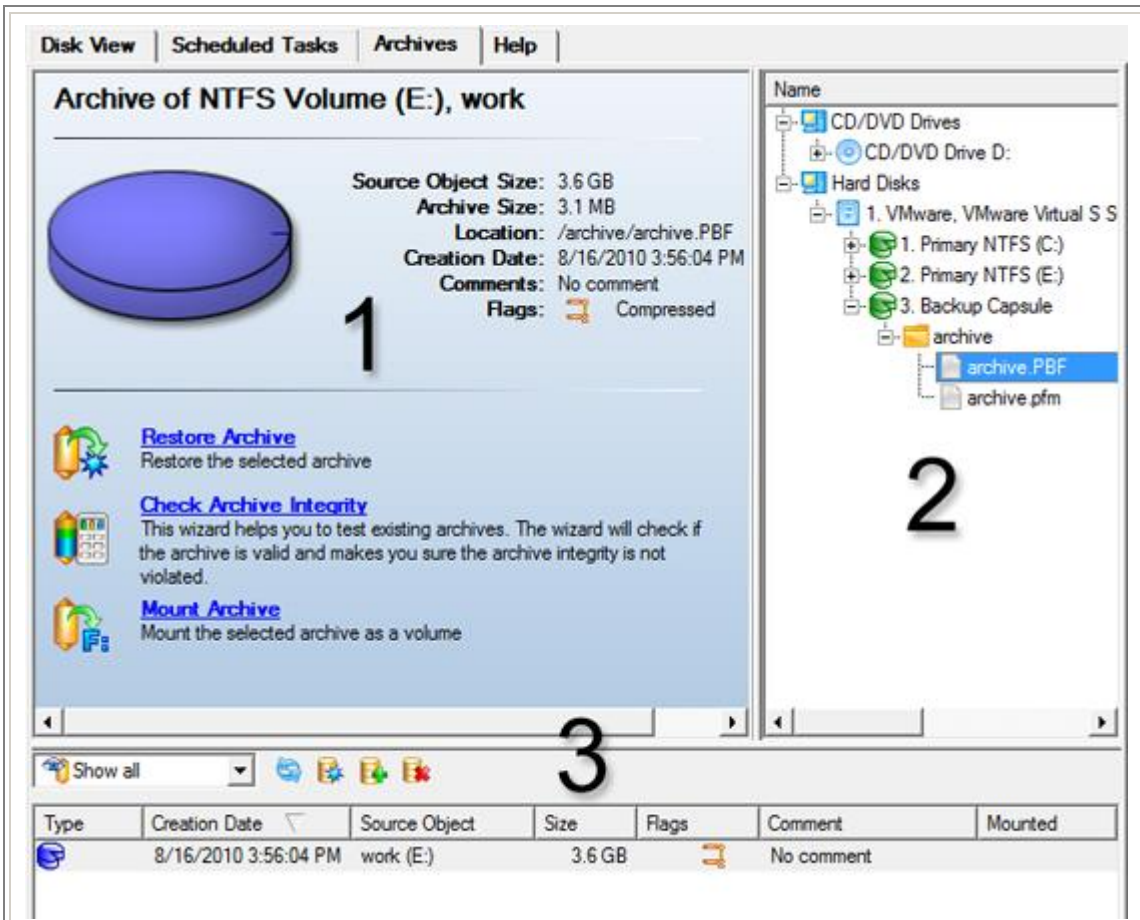 Disk View Scheduled Tasks Archives Help
Archive of NTFS Volume (E:), work
Source Object Size: 3.6 GB
Archive Size: 3.1 MB
Location: /archive/archive.PBF
Creation Date: 8/16/2010 3:56:04 PM
Comments: No comment
Flags: Compressed
1
Restore Archive
Restore the selected archive
Check Archive Integrity
This wizard helps you to test existing archives. The wizard will check if
the archive is valid and makes you sure the archive integrity is not
violated.
Mount Archive
F:
Mount the selected archive as a volume
Name
CD/DVD Drives
CD/DVD Drive D:
Hard Disks
1. VMware, VMware Virtual S S
1. Primary NTFS (C:)
2. Primary NTFS (E:)
3. Backup Capsule
archive
archive.PBF
archive.pfm
2
3
Show all
Type Creation Date Source Object Size Flags Comment Mounted
8/16/2010 3:56:04 PM work (E:) 3.6 GB No comment